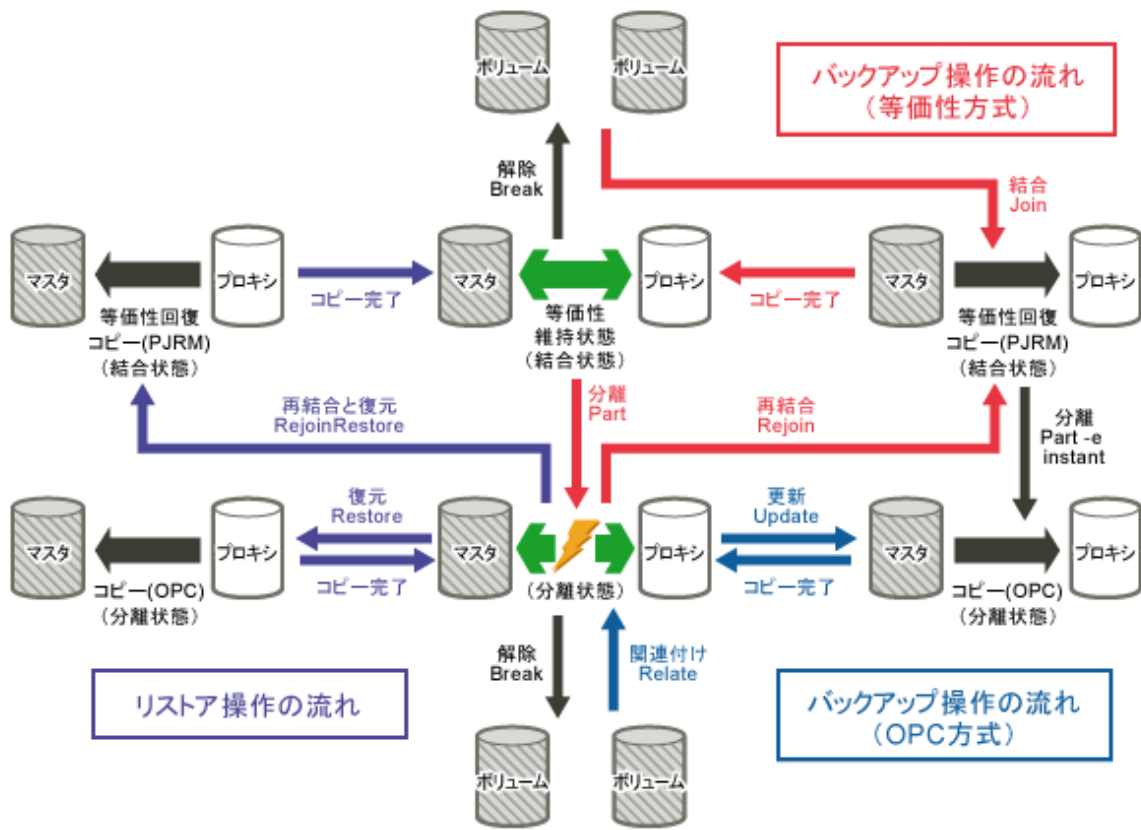 ボリューム
ボリューム
バックアップ操作の流れ
(等価性方式)
解除
Break
結合
Join
マスタ
プロキシ
コピー完了
マスタ
プロキシ
コピー完了
マスタ
プロキシ
等価性回復
コピー(PJRM)
(結合状態)
等価性
維持状態
(結合状態)
等価性回復
コピー(PJRM)
(結合状態)
再結合と復元
RejoinRestore
分離
Part
再結合
Rejoin
分離
Part -e
instant
マスタ
プロキシ
復元
Restore
コピー完了
マスタ
プロキシ
更新
Update
コピー完了
マスタ
プロキシ
コピー(OPC)
(分離状態)
(分離状態)
コピー(OPC)
(分離状態)
解除
Break
関連付け
Relate
リストア操作の流れ
バックアップ操作の流れ
(OPC方式)
ボリューム
ボリューム